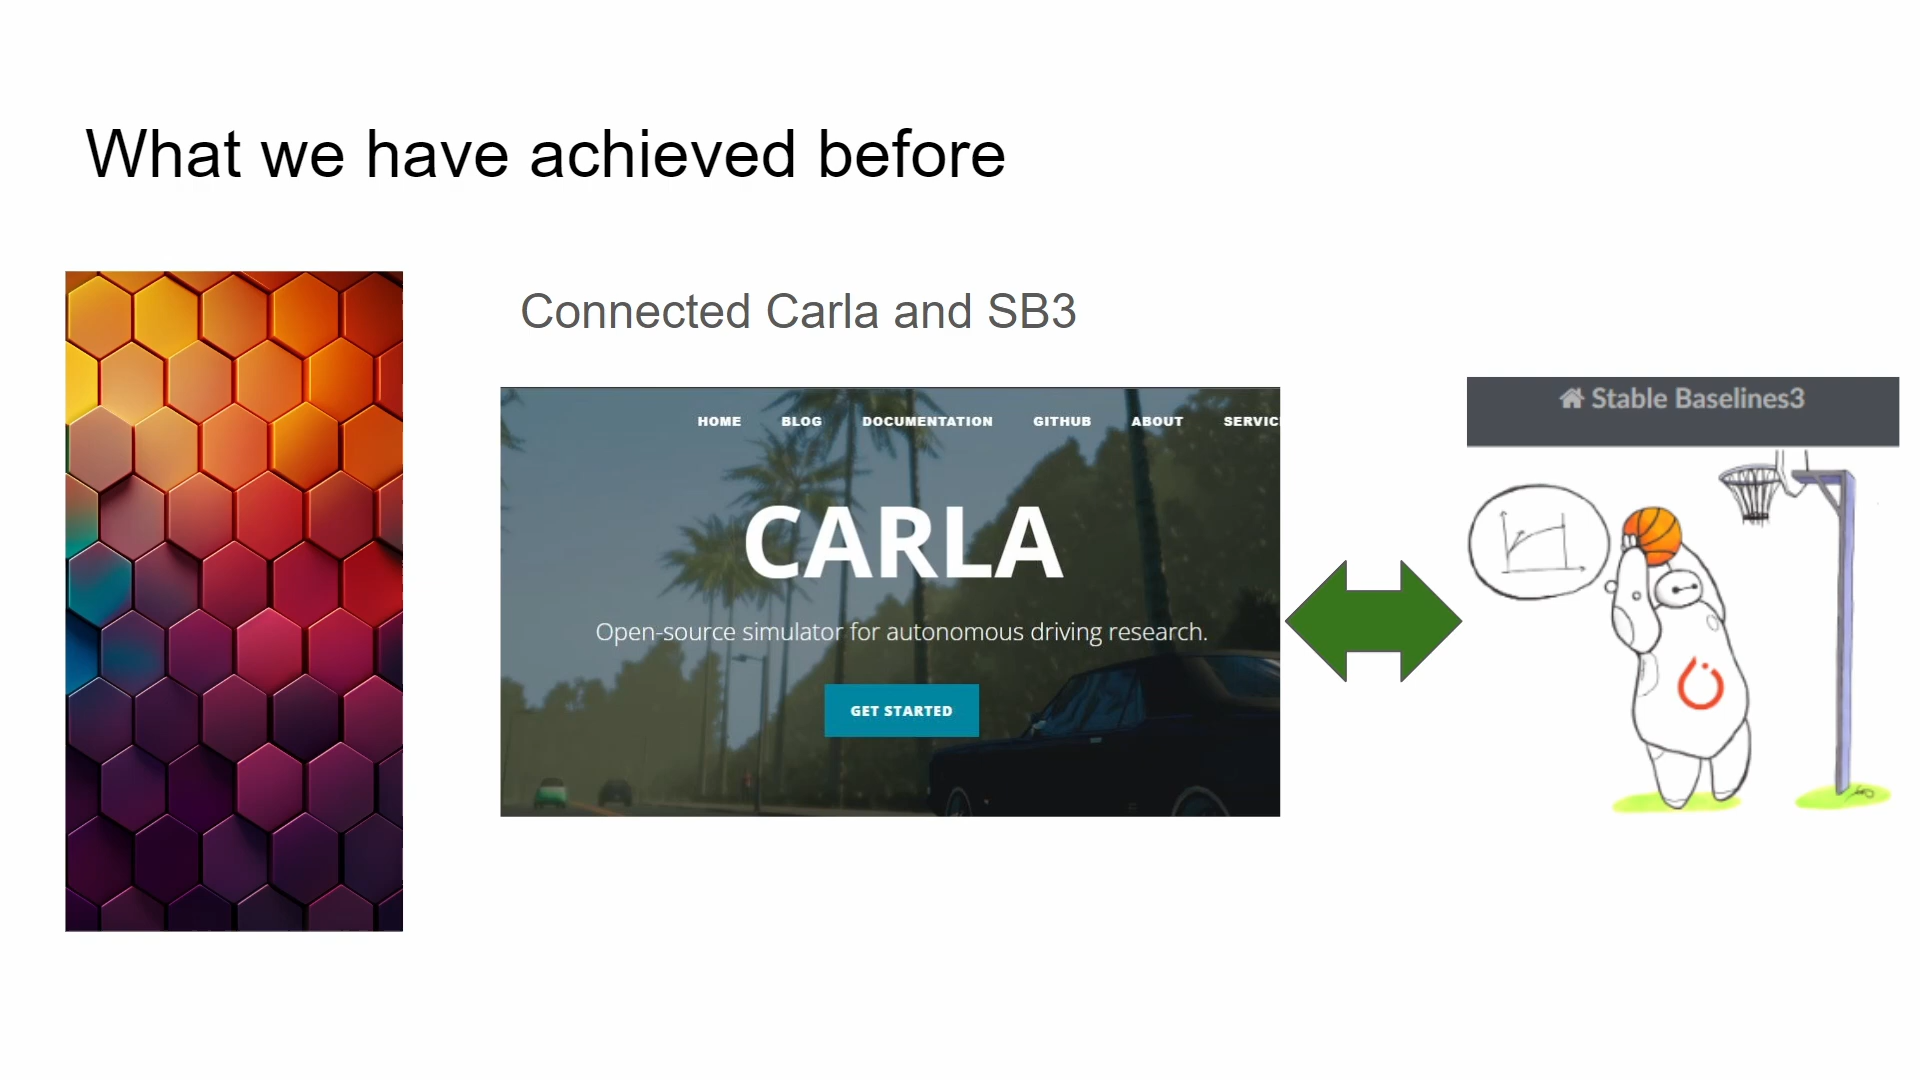 What we have achieved before
Connected Carla and SB3
HOME BLOG DOCUMENTATION GITHUB ABOUT SERVIC
CARLA
Open-source simulator for autonomous driving research.
GET STARTED
Stable Baselines3